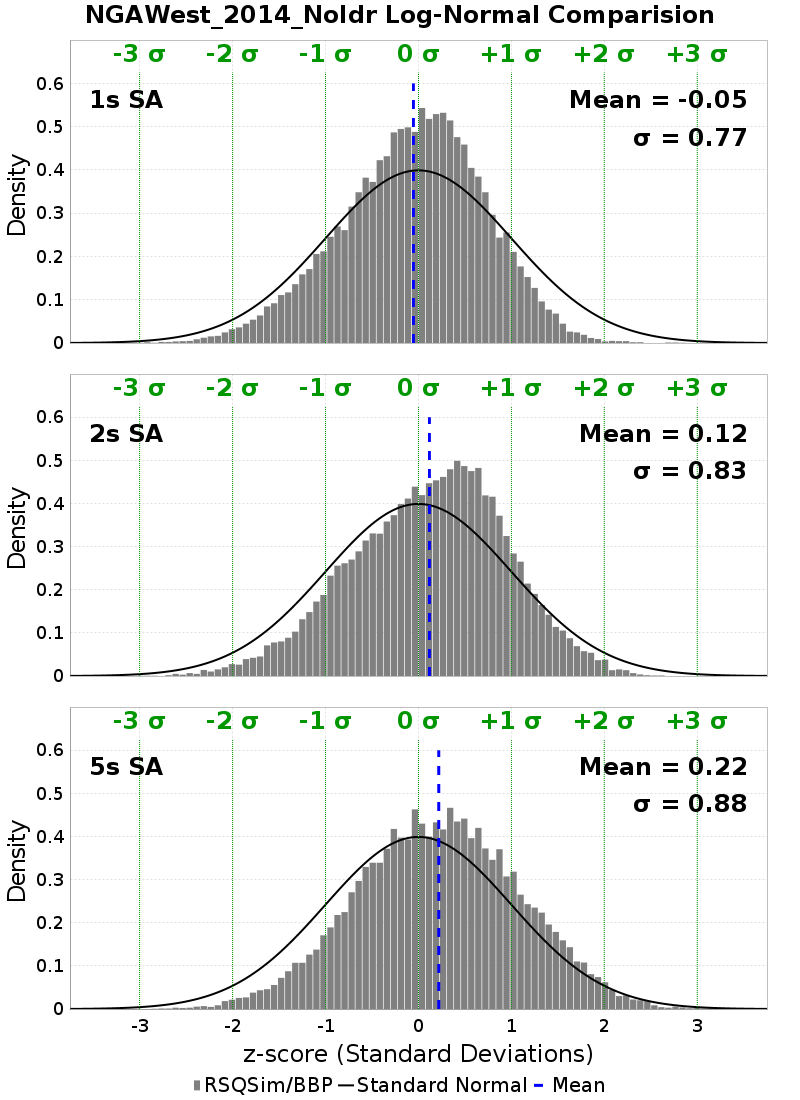 NGAWest_2014_NoIdr Log-Normal Comparision
-3 σ -2 σ -1 σ 0 σ +1 σ +2 σ +3 σ
1s SA
Mean = -0.05
σ = 0.77
0.6
0.5
0.4
0.3
0.2
0.1
0
Density
-3 σ -2 σ -1 σ 0 σ +1 σ +2 σ +3 σ
2s SA
Mean = 0.12
σ = 0.83
0.6
0.5
0.4
0.3
0.2
0.1
0
Density
-3 σ -2 σ -1 σ 0 σ +1 σ +2 σ +3 σ
5s SA
Mean = 0.22
σ = 0.88
0.6
0.5
0.4
0.3
0.2
0.1
0
Density
-3 -2 -1 0 1 2 3
z-score (Standard Deviations)
RSQSim/BBP Standard Normal Mean